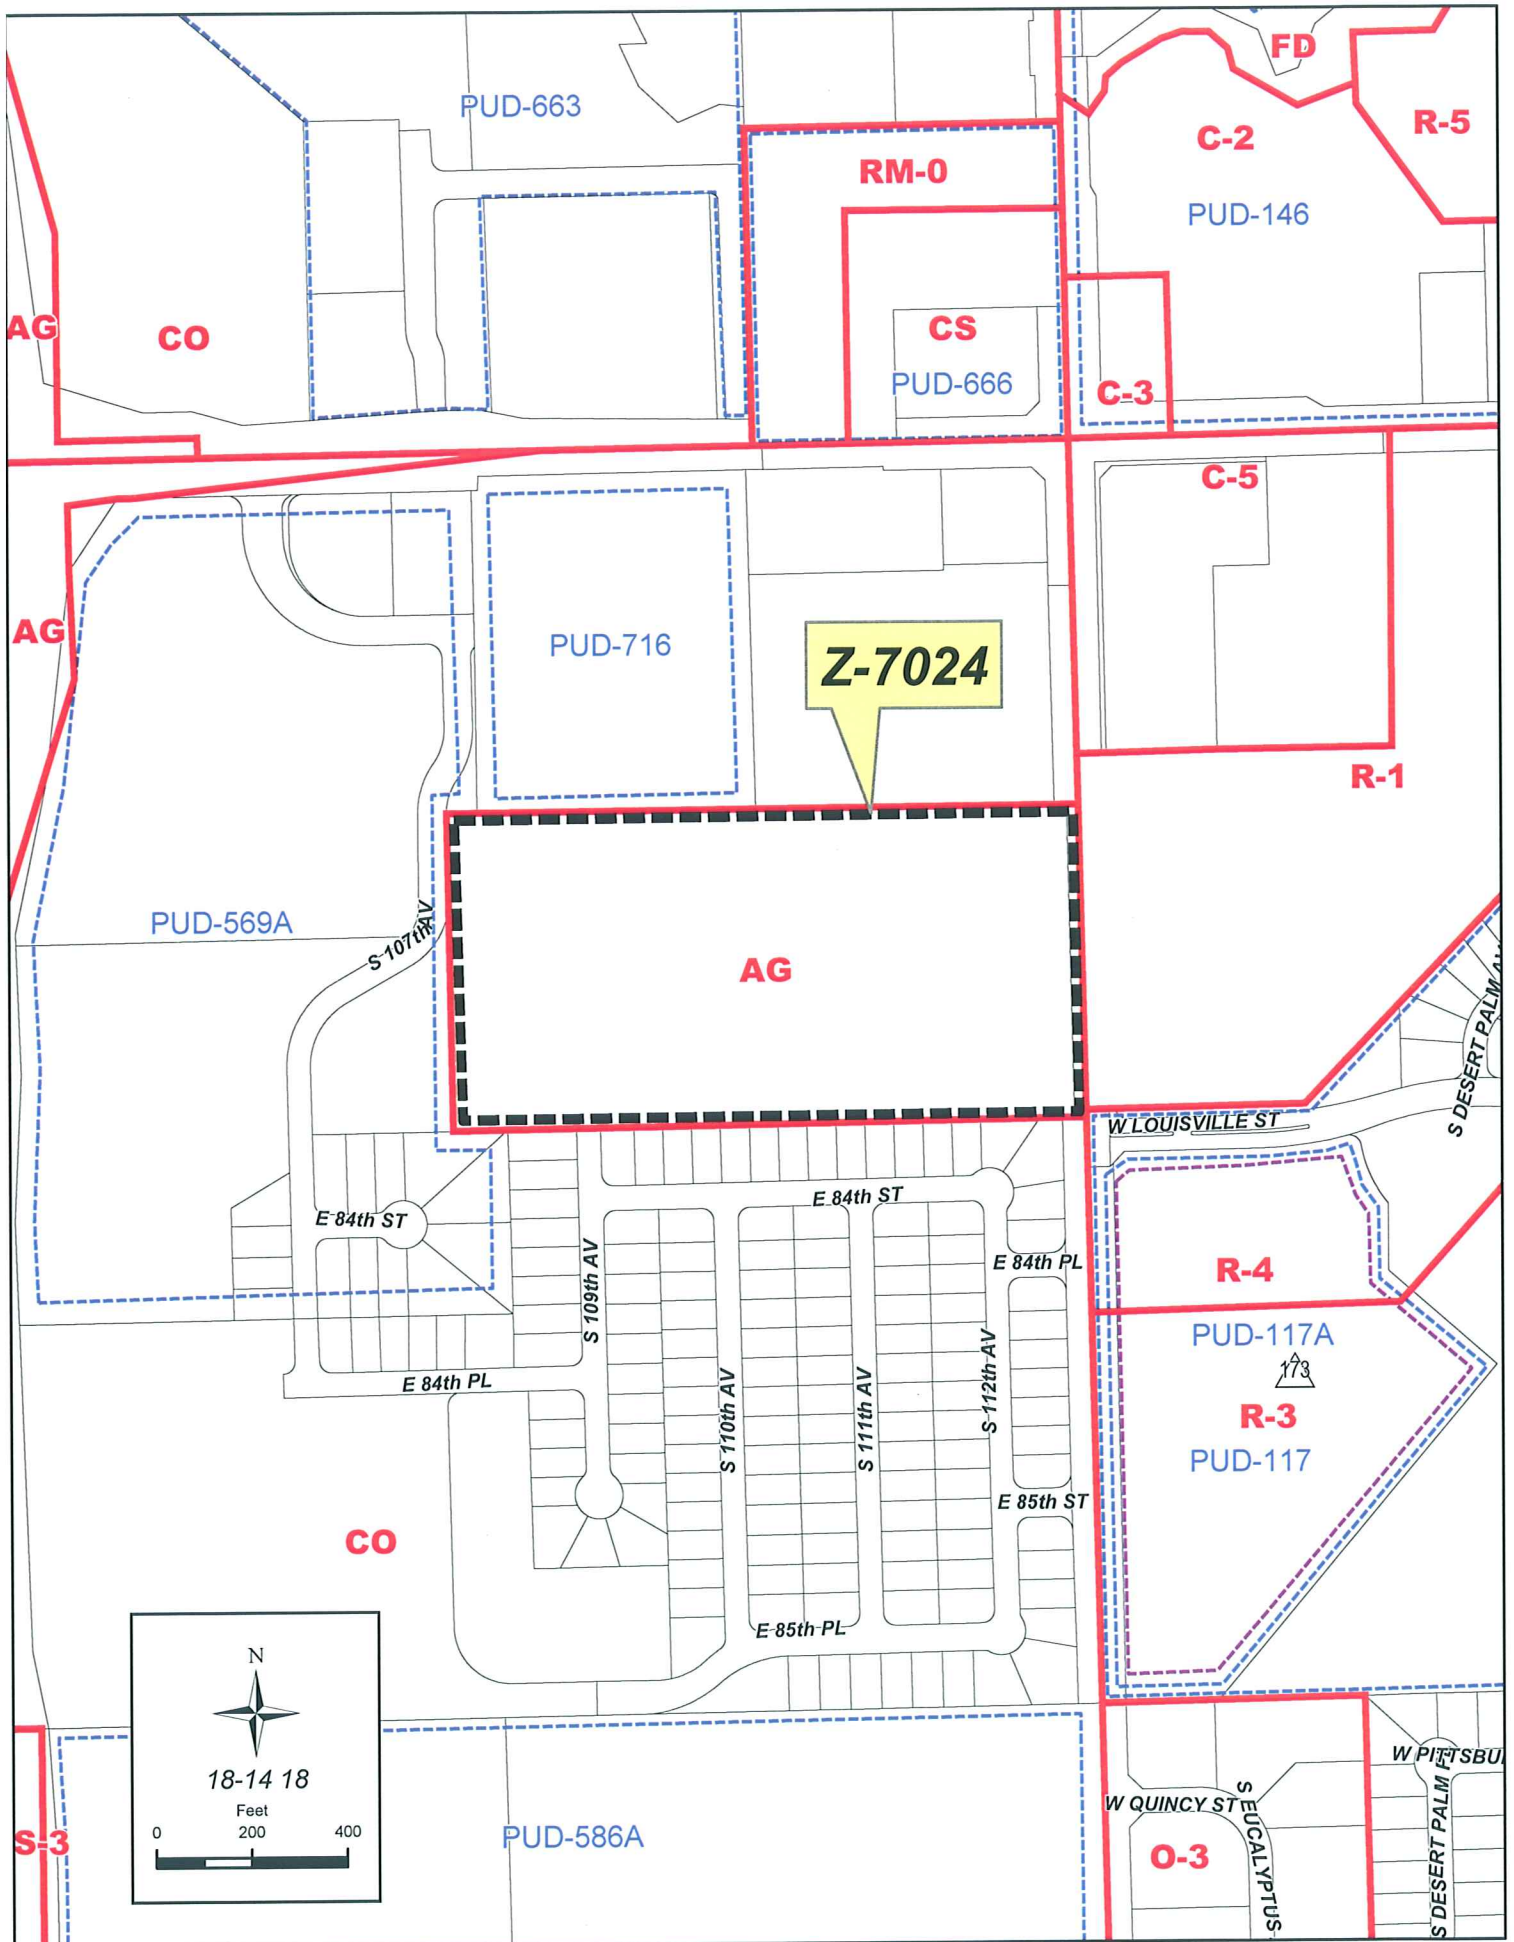 FD
PUD-663
R-5
C-2
RM-0
PUD-146
AG
CO
CS
PUD-666
C-3
C-5
AG
PUD-716
Z-7024
R-1
PUD-569A
S 107th AV
AG
S DESERT PALM AV
W LOUISVILLE ST
E 84th ST
E 84th ST
E 84th PL
R-4
S 109th AV
PUD-117A
173
E 84th PL
S 110th AV
S 111th AV
S 112th AV
R-3
PUD-117
E 85th ST
CO
E 85th PL
N
18-14 18
Feet
0 200 400
W PITTSBU
W QUINCY ST
S EUCALYPTUS
S DESERT PALM
S-3
PUD-586A
O-3